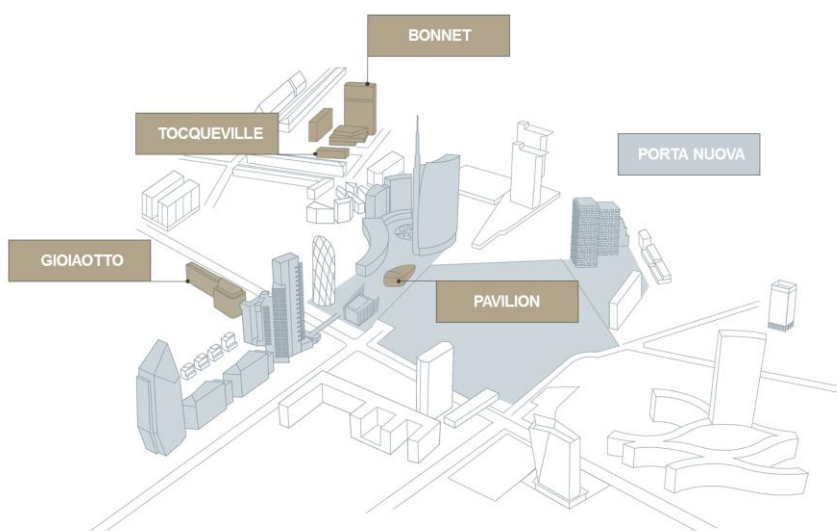 BONNET
TOCQUEVILLE
PORTA NUOVA
GIOIAOTTO
PAVILION